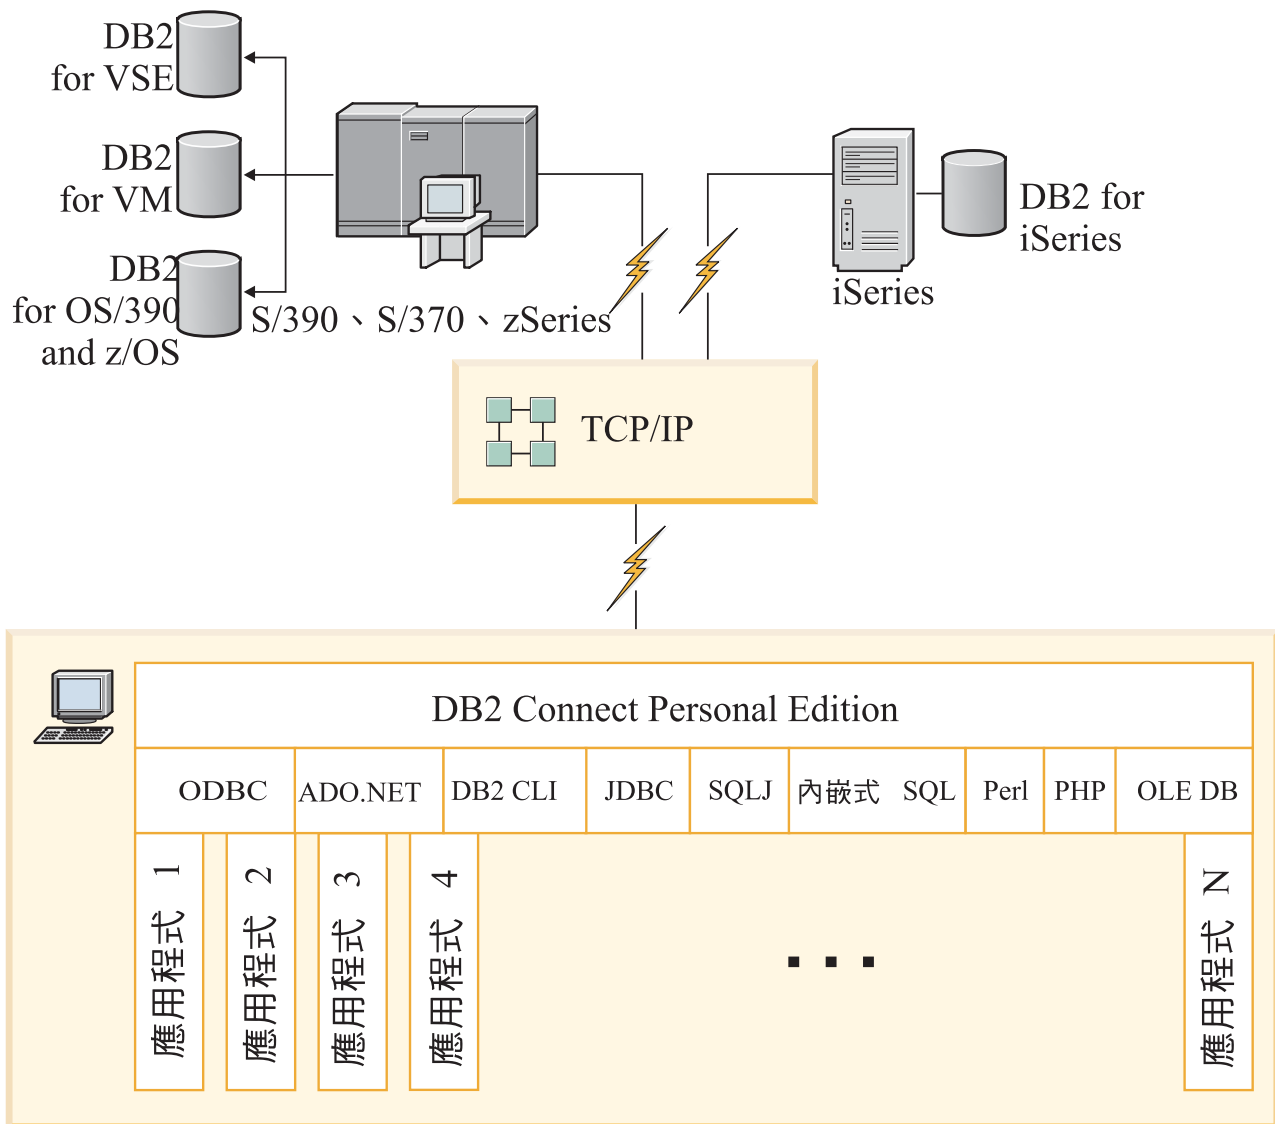 DB2
for VSE
DB2
for VM
DB2
for OS/390
and z/OS
S/390、S/370、zSeries
iSeries
DB2 for
iSeries
TCP/IP
DB2 Connect Personal Edition
ODBC
ADO.NET
DB2 CLI
JDBC
SQLJ
內嵌式 SQL
Perl
PHP
OLE DB
應用程式 1
應用程式 2
應用程式 3
應用程式 4
應用程式 N